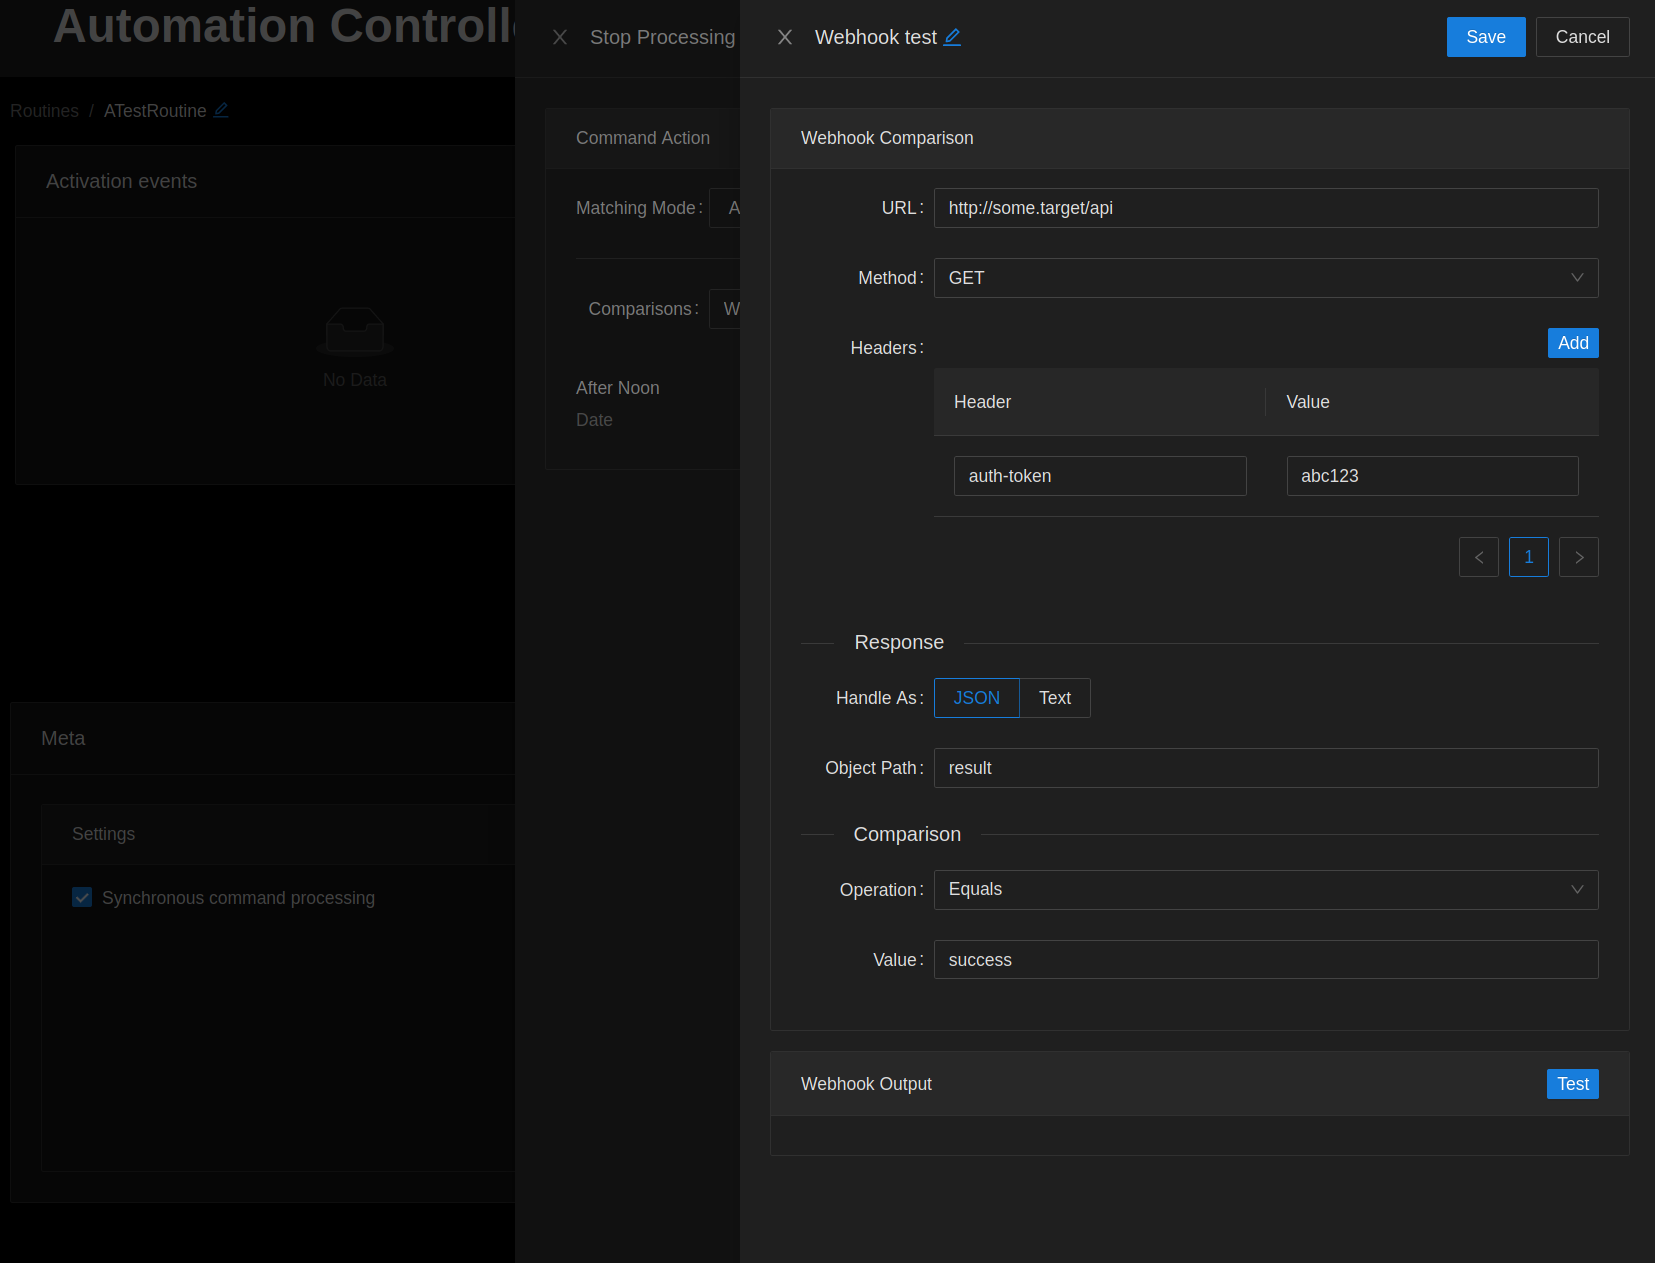 Automation Controlle
Routines / ATestRoutine
Activation events
No Data
Meta
Settings
Synchronous command processing
Stop Processing
Command Action
Matching Mode: A
Comparisons: W
After Noon
Date
Webhook test
Save
Cancel
Webhook Comparison
URL: http://some.target/api
Method: GET
Headers:
Add
Header Value
auth-token abc123
1
Response
Handle As: JSON Text
Object Path: result
Comparison
Operation: Equals
Value: success
Webhook Output
Test